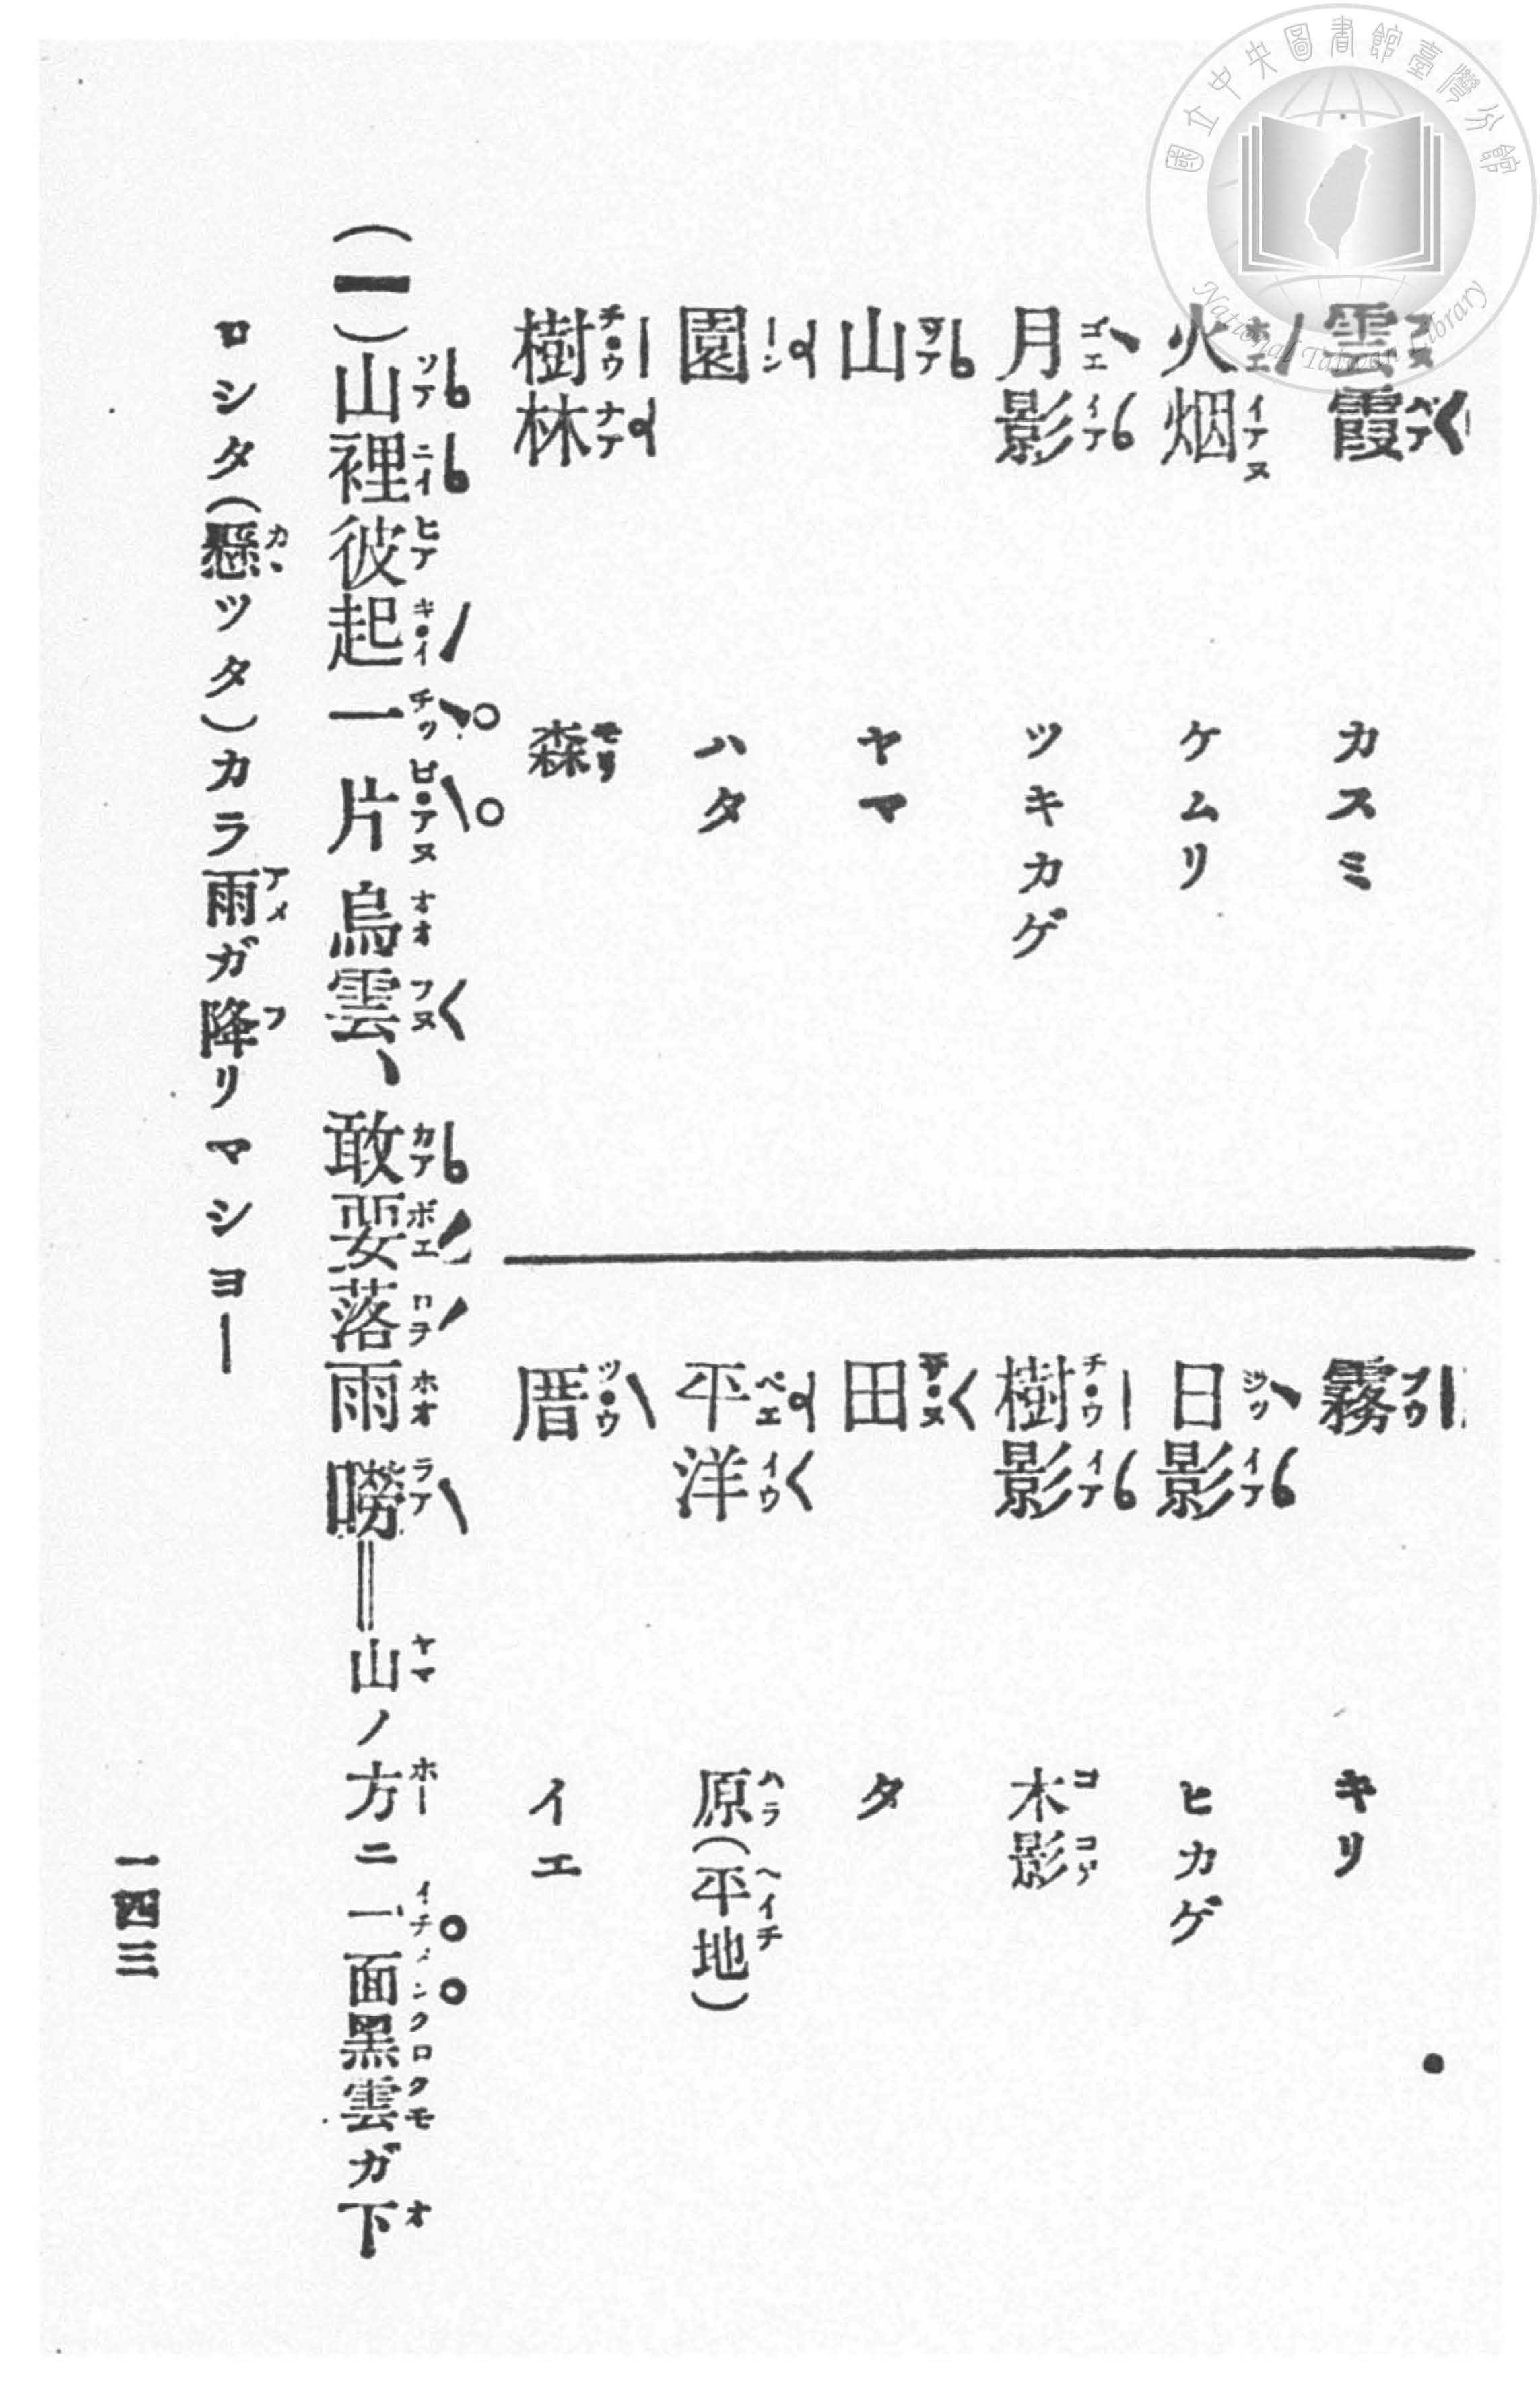 雲霞 カスミ
火烟 ケムリ
月影 ツキカゲ
山 ヤマ
園 ハタ
樹林 森
霧 キリ
日影 ヒカゲ
樹影 木影
田 タ
平洋 原(平地)
厝 イエ
(一)山裡彼起一片烏雲、敢要落雨嘮＝山ノ方ニ一面黑雲ガ下
ロシタ(懸ツタ)カラ雨ガ降リマシヨー
一四三
國立中央圖書館臺灣分館
National Taiwan Library